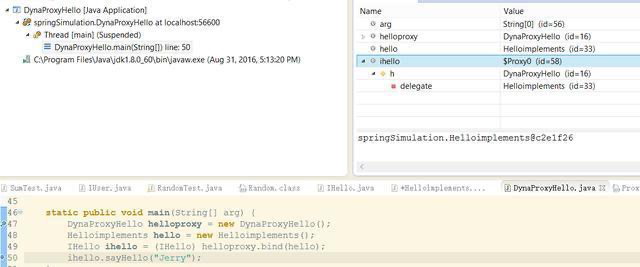 DynaProxyHello [Java Application]
springSimulation.DynaProxyHello at localhost:56600
Thread [main] (Suspended)
DynaProxyHello.main(String[]) line: 50
C:\Program Files\Java\jdk1.8.0_60\bin\javaw.exe (Aug 31, 2016, 5:13:20 PM)
Name Value
arg String[0] (id=56)
helloproxy DynaProxyHello (id=16)
hello Helloimplements (id=33)
ihello $Proxy0 (id=58)
h DynaProxyHello (id=16)
delegate Helloimplements (id=33)
springSimulation.Helloimplements@c2e1f26
SumTest.java IUser.java RandomTest.java Random.class IHello.java *Helloimplements.... DynaProxyHello.java Prox
45
46 static public void main(String[] arg) {
47 DynaProxyHello helloproxy = new DynaProxyHello();
48 Helloimplements hello = new Helloimplements();
49 IHello ihello = (IHello) helloproxy.bind(hello);
50 ihello.sayHello("Jerry");